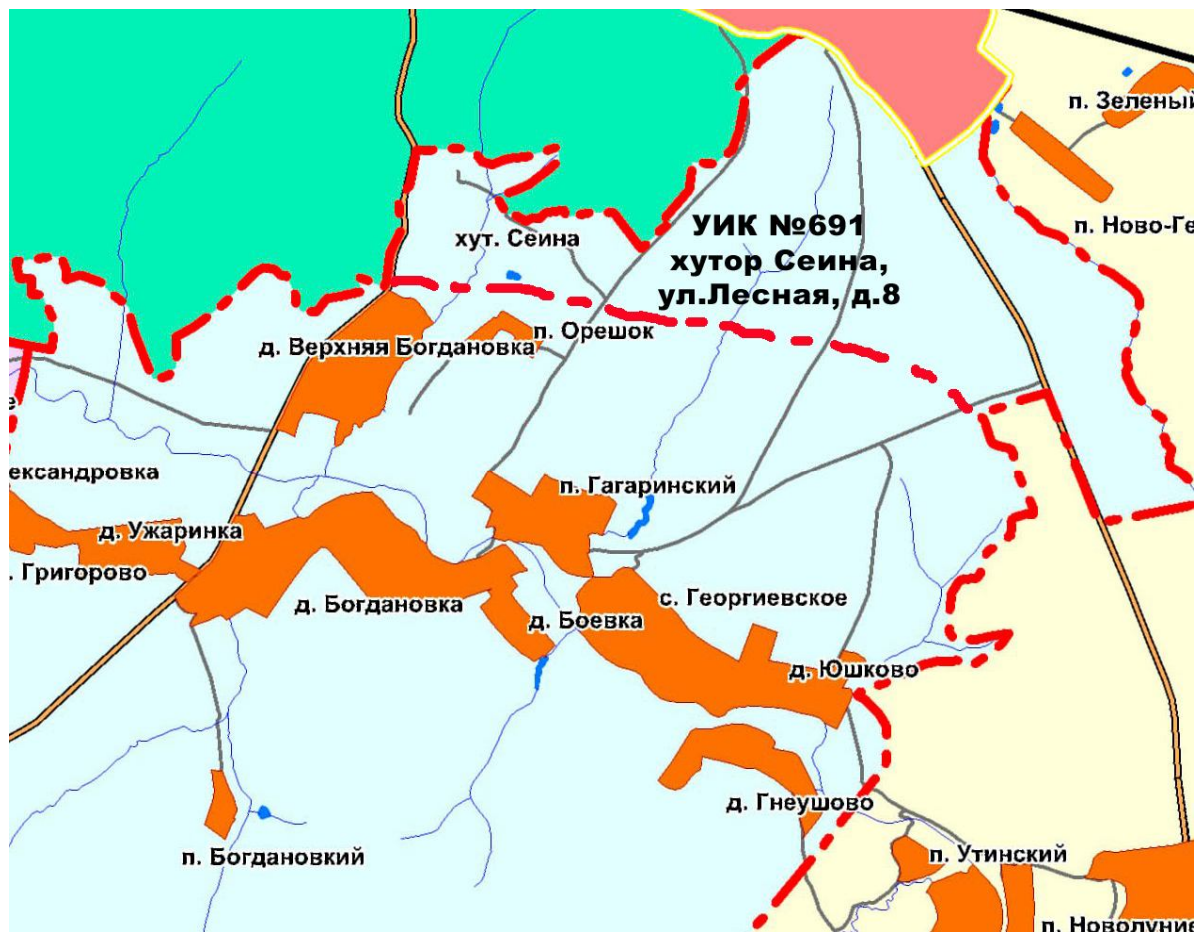 п. Зеленый
п. Ново-Ге
УИК №691
хутор Сеина,
ул.Лесная, д.8
хут. Сеина
п. Орешок
д. Верхняя Богдановка
е
ександровка
п. Гагаринский
д. Ужаринка
. Григорово
д. Богдановка
с. Георгиевское
д. Боевка
д. Юшково
д. Гнеушово
п. Богдановкий
п. Утинский
п. Новолуние